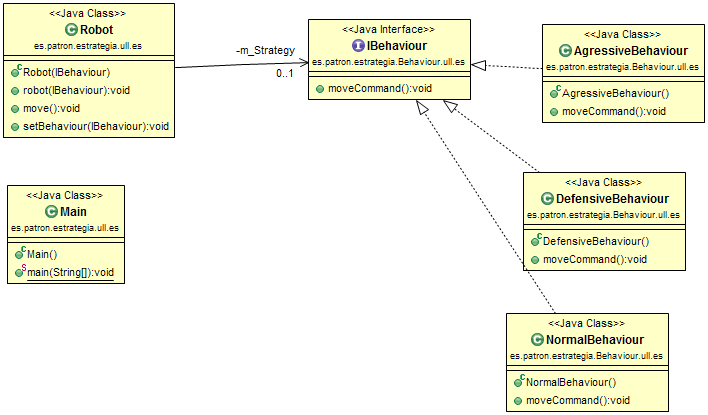 <<Java Class>>
Robot
es.patron.estrategia.ull.es
Robot(IBehaviour)
robot(IBehaviour):void
move():void
setBehaviour(IBehaviour):void
-m_Strategy
0..1
<<Java Interface>>
IBehaviour
es.patron.estrategia.Behaviour.ull.es
moveCommand():void
<<Java Class>>
AgressiveBehaviour
es.patron.estrategia.Behaviour.ull.es
AgressiveBehaviour()
moveCommand():void
<<Java Class>>
Main
es.patron.estrategia.ull.es
Main()
main(String[]):void
<<Java Class>>
DefensiveBehaviour
es.patron.estrategia.Behaviour.ull.es
DefensiveBehaviour()
moveCommand():void
<<Java Class>>
NormalBehaviour
es.patron.estrategia.Behaviour.ull.es
NormalBehaviour()
moveCommand():void